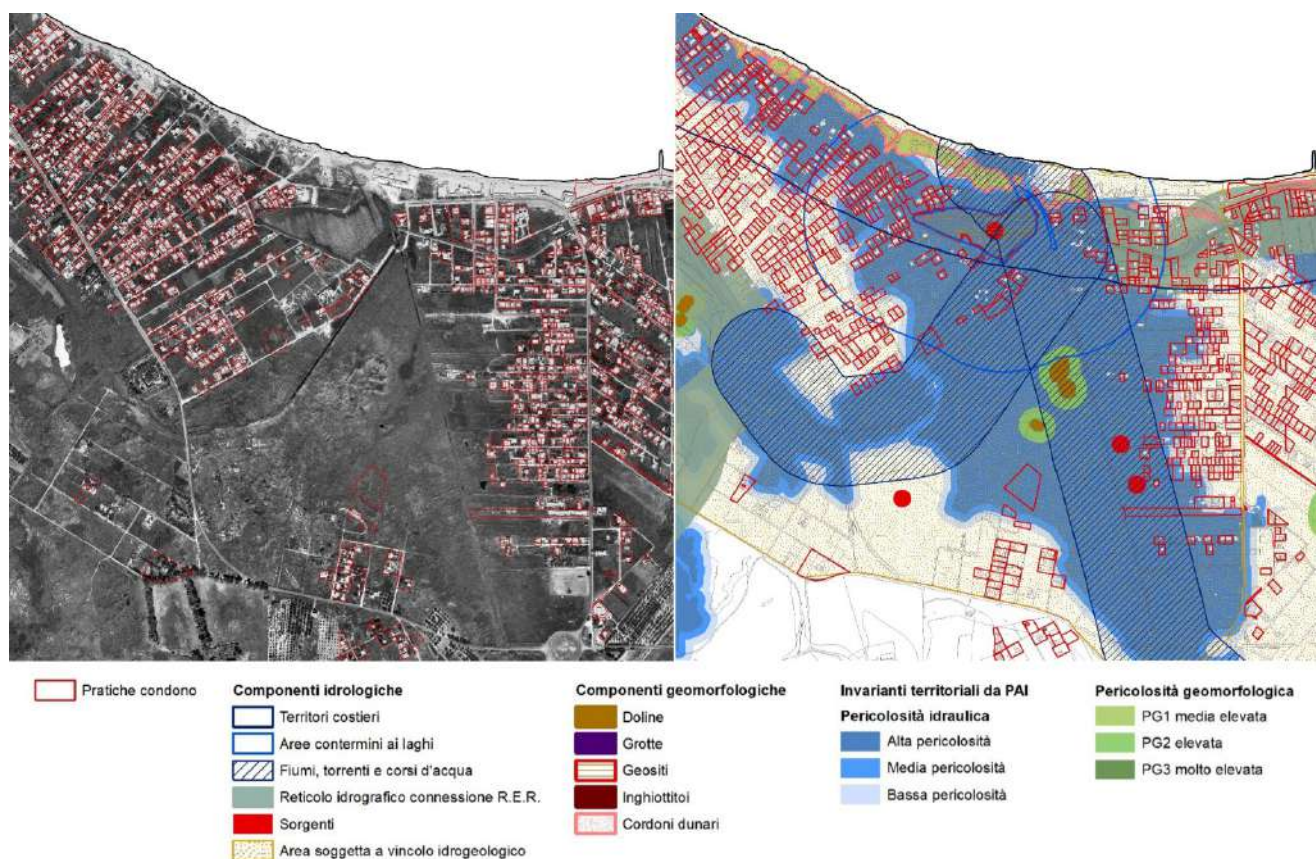 Pratiche condono
Componenti idrologiche
Territori costieri
Aree contermini ai laghi
Fiumi, torrenti e corsi d'acqua
Reticolo idrografico connessione R.E.R.
Sorgenti
Area soggetta a vincolo idrogeologico
Componenti geomorfologiche
Doline
Grotte
Geositi
Inghiottitoi
Cordoni dunari
Invarianti territoriali da PAI
Pericolosità idraulica
Alta pericolosità
Media pericolosità
Bassa pericolosità
Pericolosità geomorfologica
PG1 media elevata
PG2 elevata
PG3 molto elevata